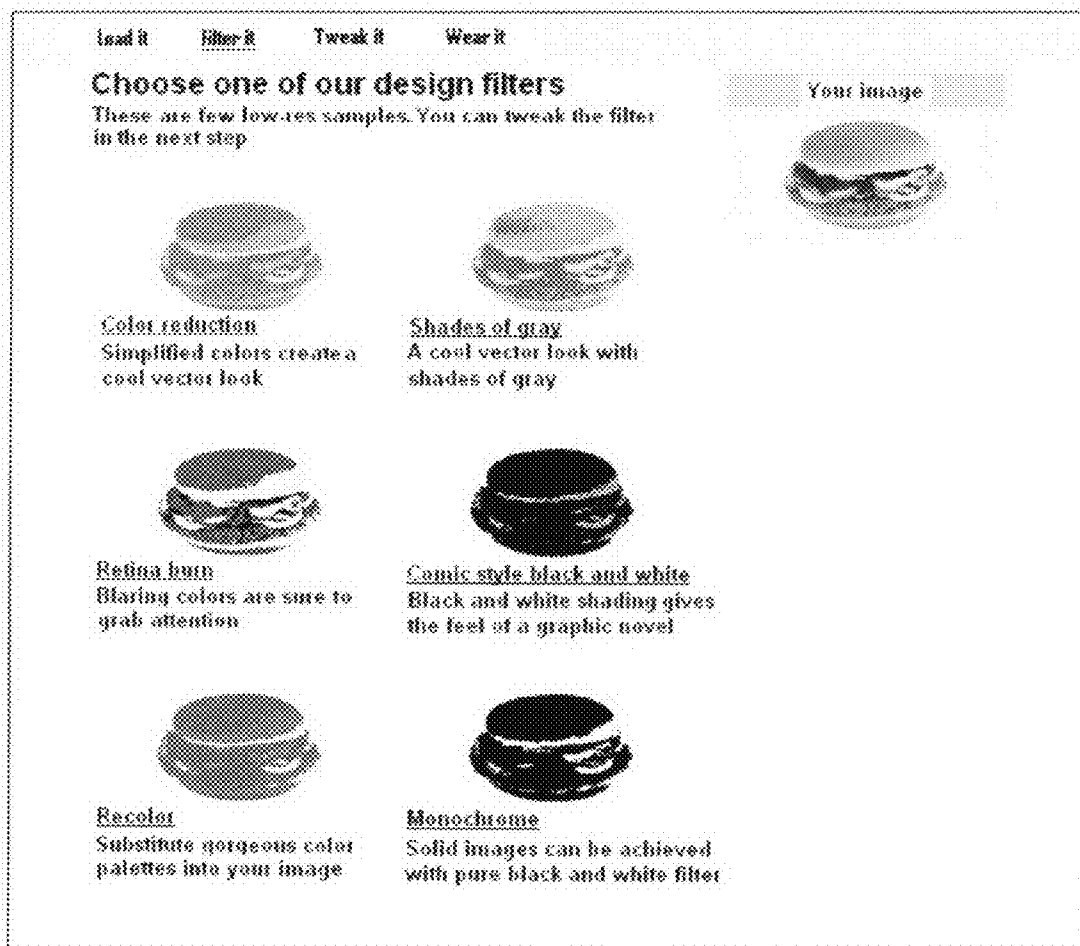 Load it Filter it Tweak it Wear it
Choose one of our design filters
These are few low-res samples. You can tweak the filter
in the next step
Your image
Color reduction
Simplified colors create a
cool vector look
Shades of gray
A cool vector look with
shades of gray
Retina burn
Blaring colors are sure to
grab attention
Comic style black and white
Black and white shading gives
the feel of a graphic novel
Recolor
Substitute gorgeous color
palettes into your image
Monochrome
Solid images can be achieved
with pure black and white filter